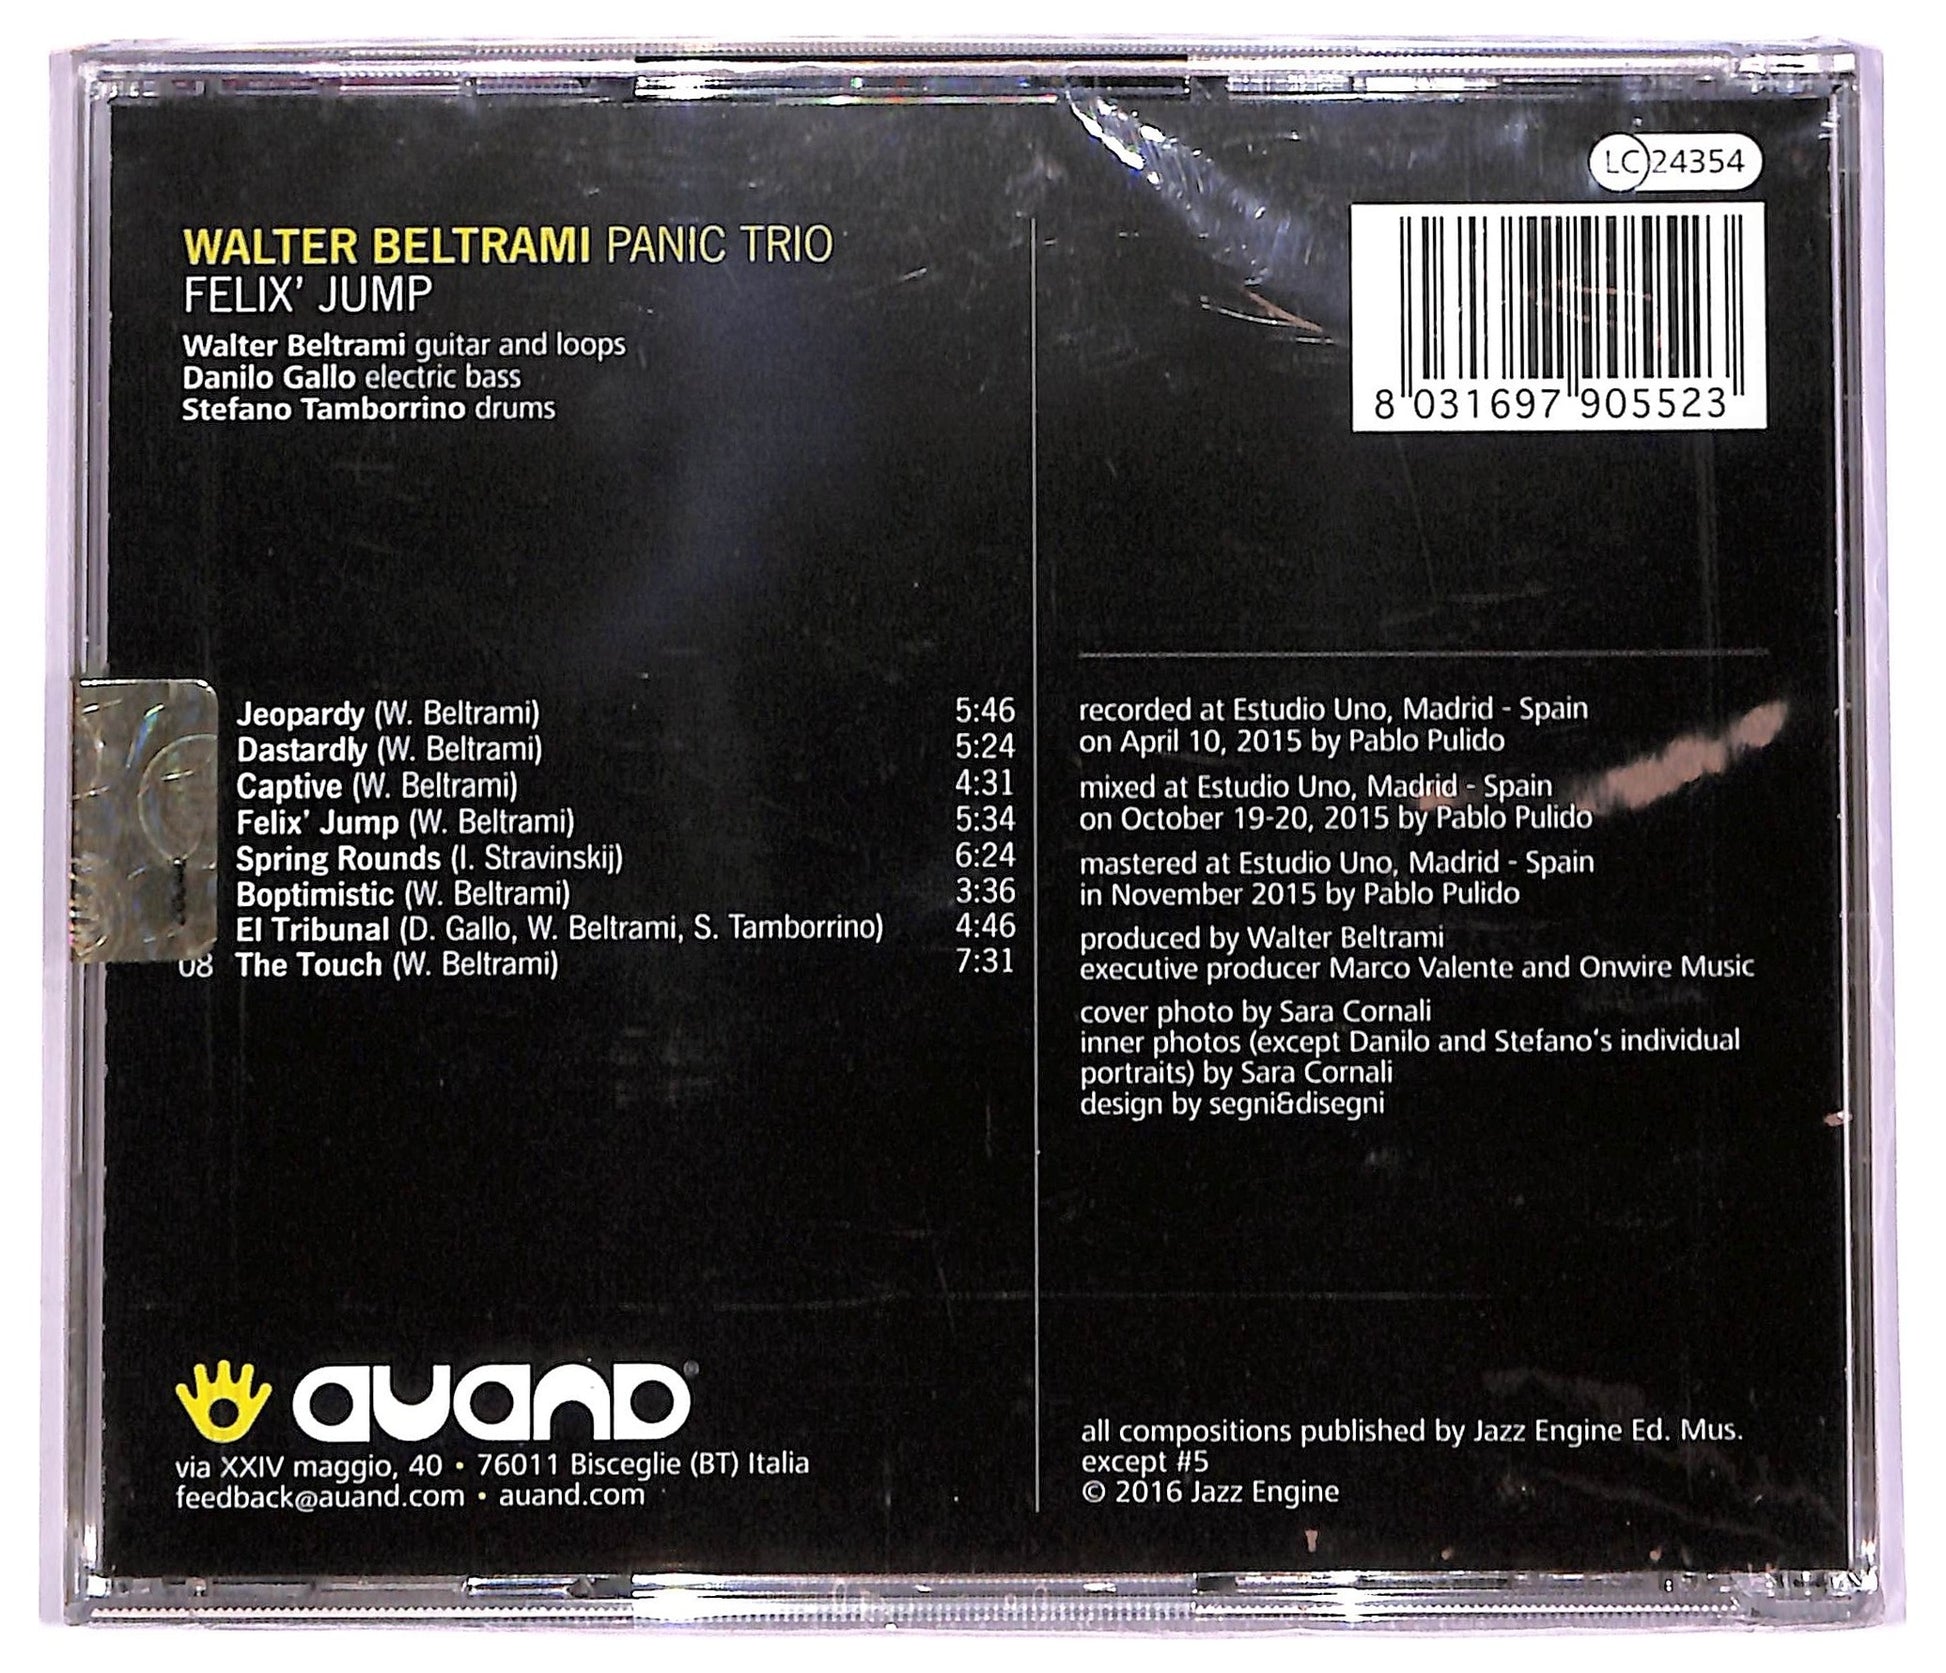 LC 24354
WALTER BELTRAMI PANIC TRIO
FELIX' JUMP
Walter Beltrami guitar and loops
Danilo Gallo electric bass
Stefano Tamborrino drums
8 031697 905523
Jeopardy (W. Beltrami) 5:46
Dastardly (W. Beltrami) 5:24
Captive (W. Beltrami) 4:31
Felix' Jump (W. Beltrami) 5:34
Spring Rounds (I. Stravinskij) 6:24
Boptimistic (W. Beltrami) 3:36
El Tribunal (D. Gallo, W. Beltrami, S. Tamborrino) 4:46
08 The Touch (W. Beltrami) 7:31
recorded at Estudio Uno, Madrid - Spain
on April 10, 2015 by Pablo Pulido
mixed at Estudio Uno, Madrid - Spain
on October 19-20, 2015 by Pablo Pulido
mastered at Estudio Uno, Madrid - Spain
in November 2015 by Pablo Pulido
produced by Walter Beltrami
executive producer Marco Valente and Onwire Music
cover photo by Sara Cornali
inner photos (except Danilo and Stefano's individual
portraits) by Sara Cornali
design by segni&disegni
auand®
via XXIV maggio, 40 • 76011 Bisceglie (BT) Italia
feedback@auand.com • auand.com
all compositions published by Jazz Engine Ed. Mus.
except #5
© 2016 Jazz Engine